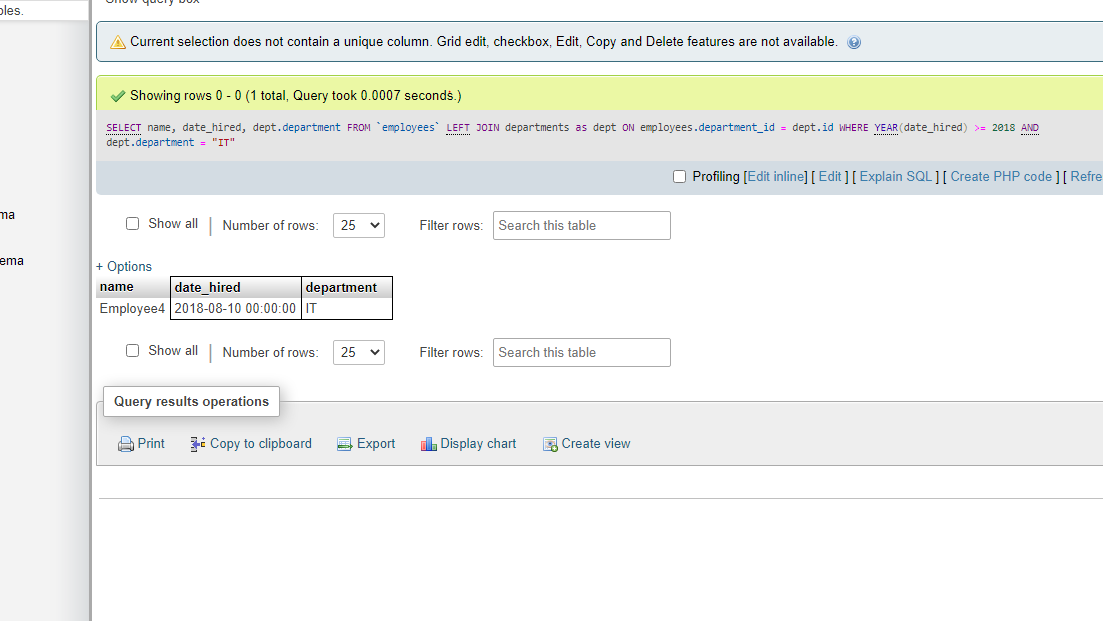 bles.
Show query box
Current selection does not contain a unique column. Grid edit, checkbox, Edit, Copy and Delete features are not available.
Showing rows 0 - 0 (1 total, Query took 0.0007 seconds.)
SELECT name, date_hired, dept.department FROM `employees` LEFT JOIN departments as dept ON employees.department_id = dept.id WHERE YEAR(date_hired) >= 2018 AND
dept.department = "IT"
Profiling [Edit inline] [ Edit ] [ Explain SQL ] [ Create PHP code ] [ Refre
ma
Show all | Number of rows: 25 Filter rows: Search this table
ema
+ Options
name date_hired department
Employee4 2018-08-10 00:00:00 IT
Show all | Number of rows: 25 Filter rows: Search this table
Query results operations
Print Copy to clipboard Export Display chart Create view